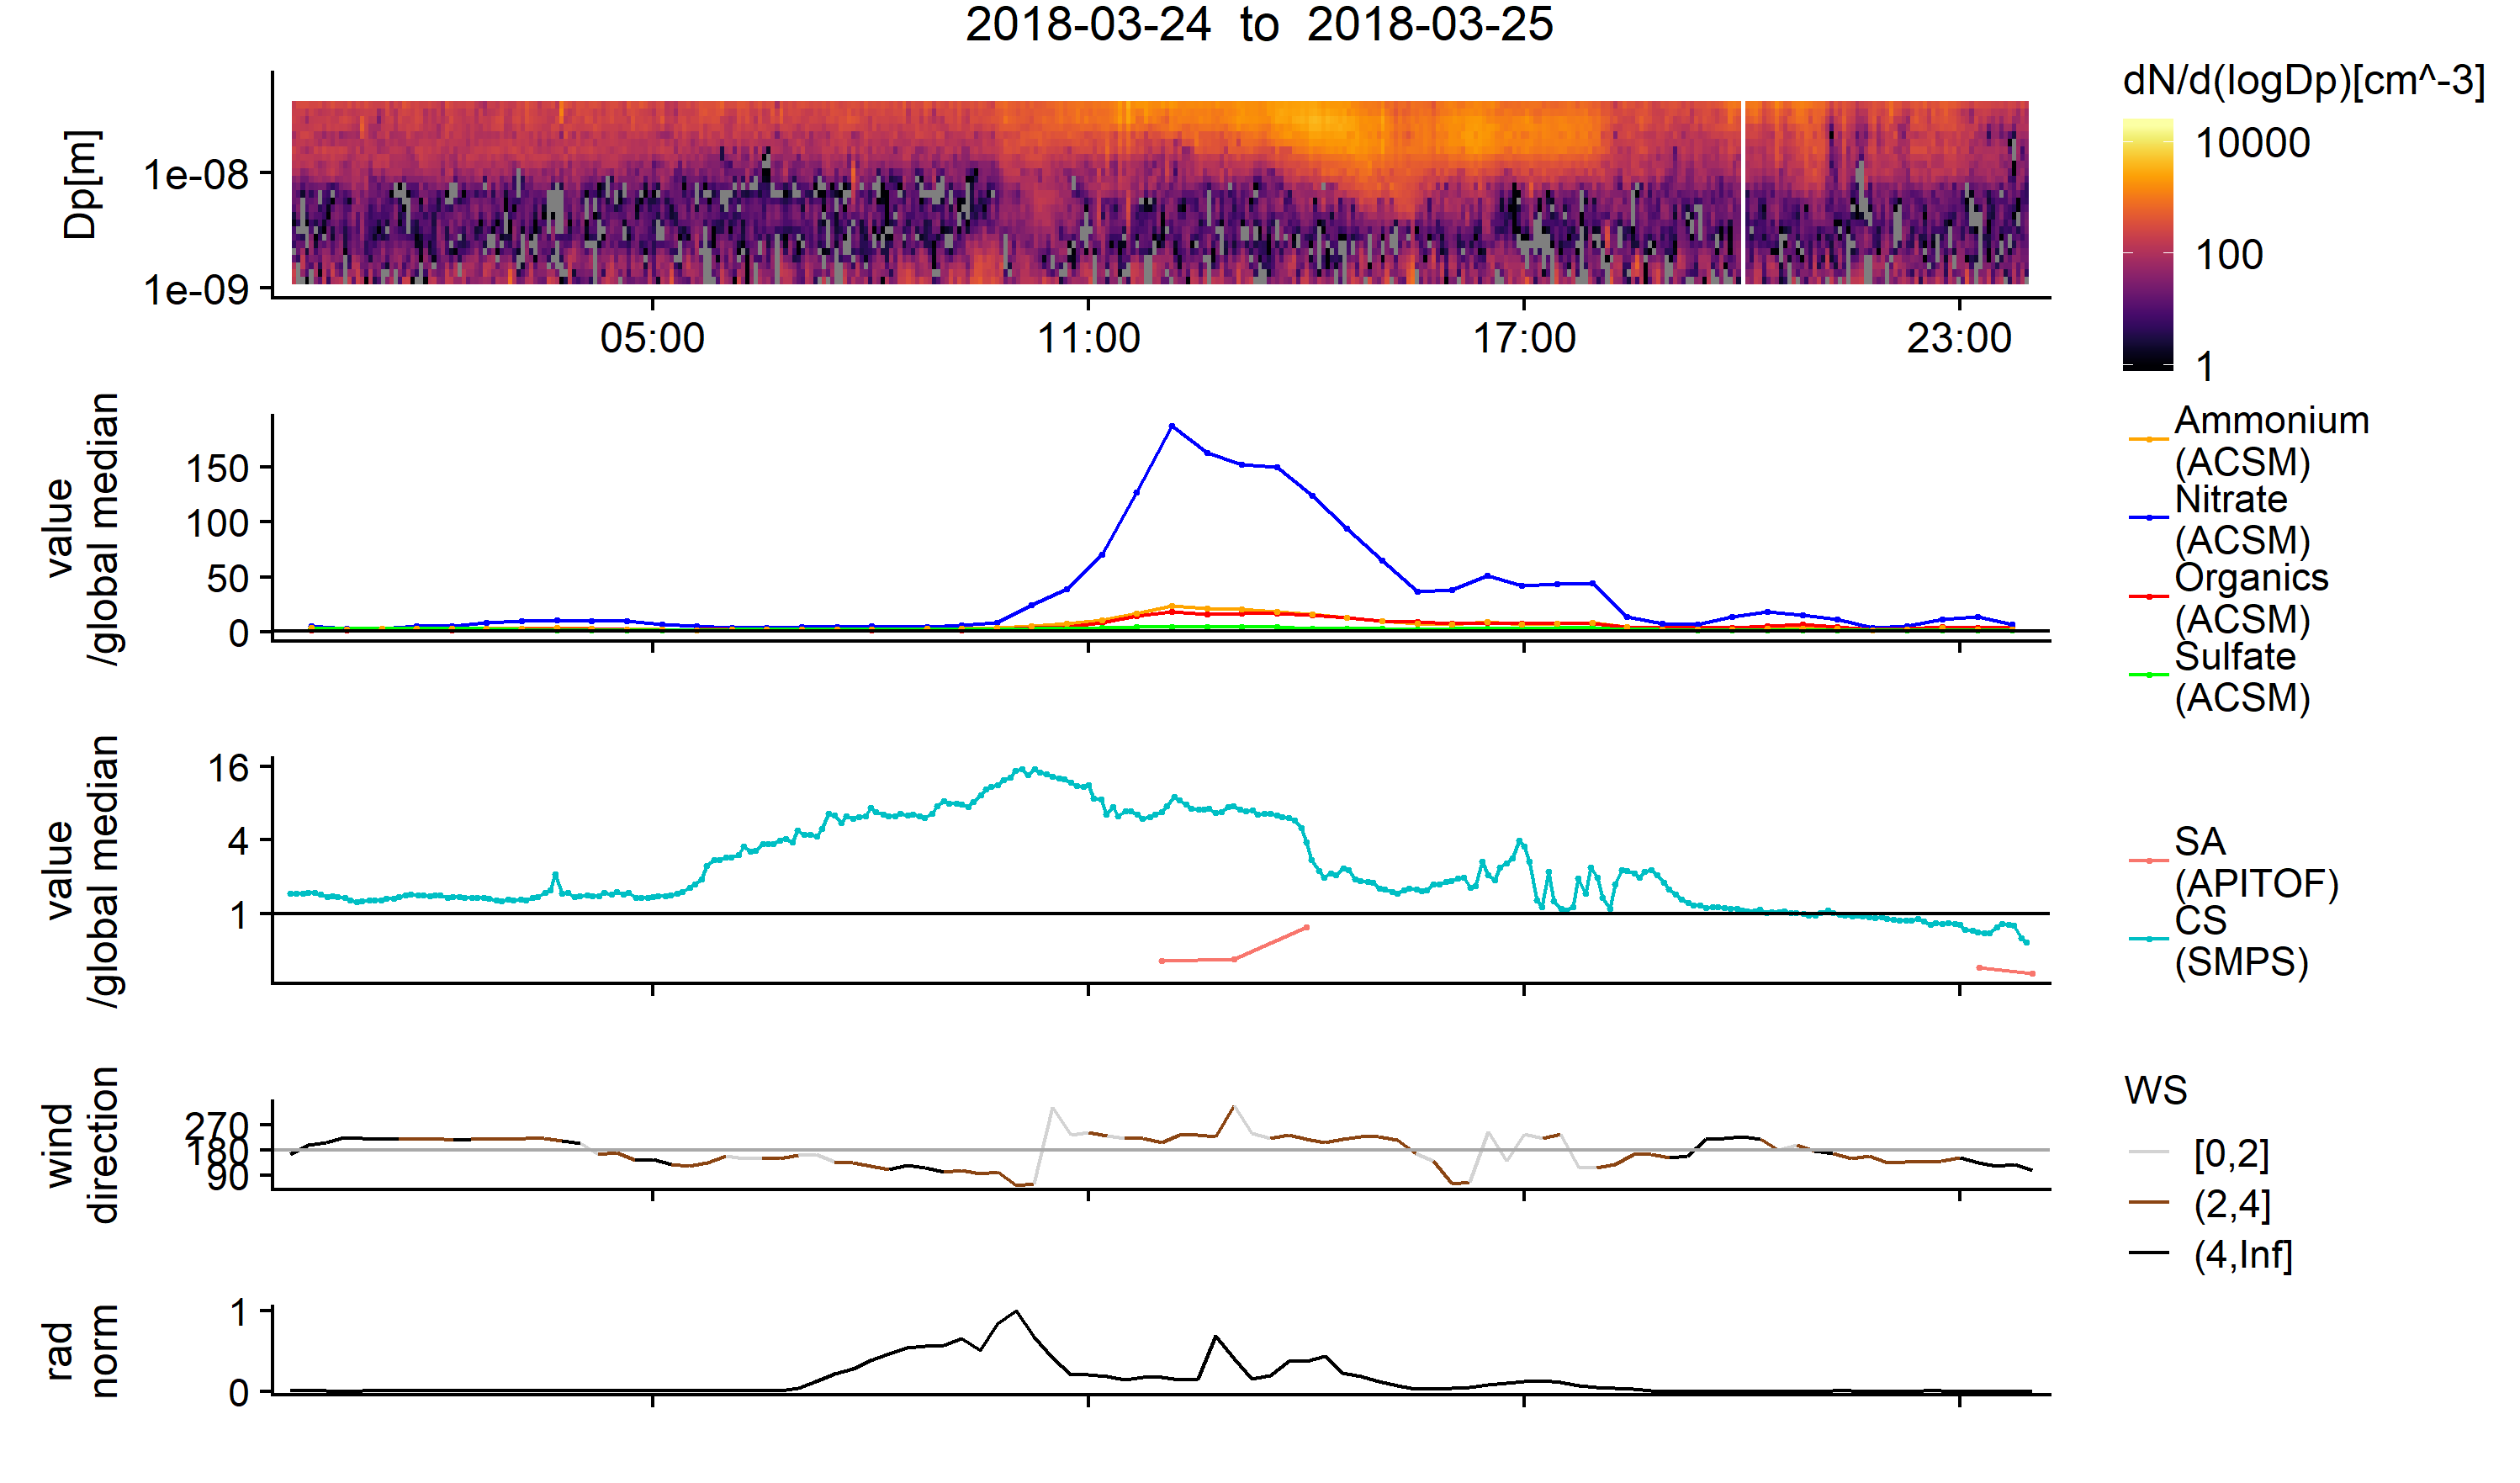 2018-03-24 to 2018-03-25
Dp[m]
1e-08
1e-09
05:00
11:00
17:00
23:00
dN/d(logDp)[cm^-3]
10000
100
1
value
/global median
150
100
50
0
Ammonium
(ACSM)
Nitrate
(ACSM)
Organics
(ACSM)
Sulfate
(ACSM)
value
/global median
16
4
1
SA
(APITOF)
CS
(SMPS)
wind
direction
270
180
90
WS
[0,2]
(2,4]
(4,Inf]
rad
norm
1
0